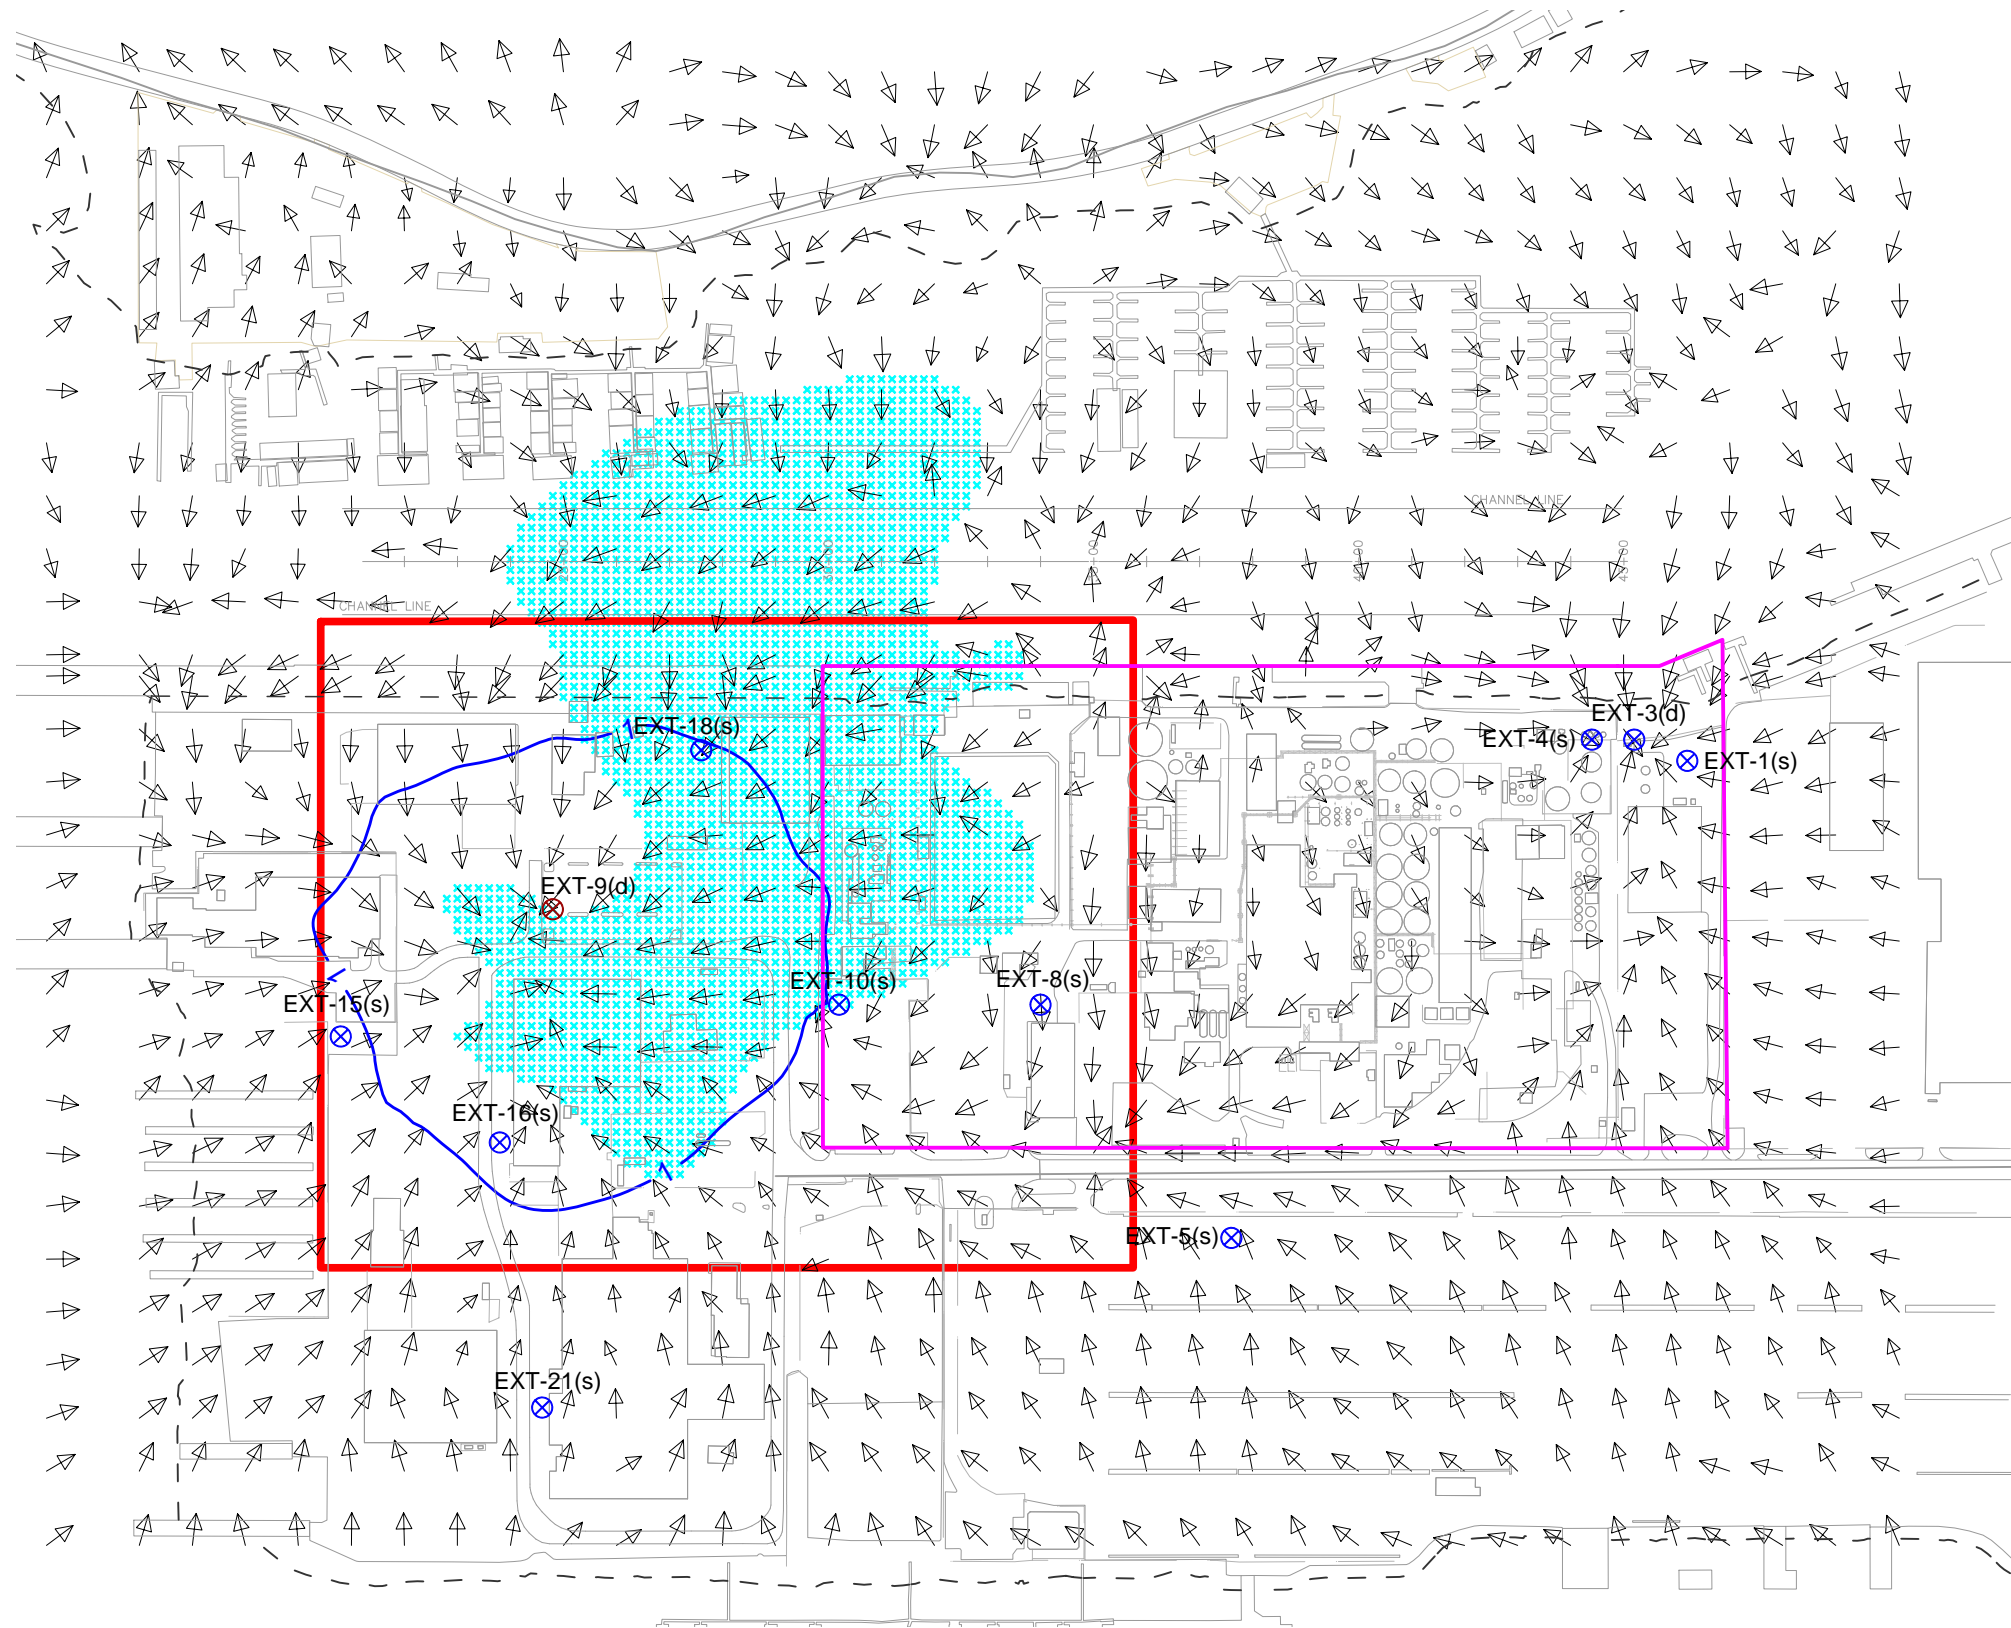 CHANNEL LINE
CHANNEL LINE
EXT-3(d)
EXT-18(s)
EXT-4(s)
EXT-1(s)
EXT-9(d)
EXT-10(s)
EXT-8(s)
EXT-15(s)
EXT-16(s)
EXT-5(s)
EXT-21(s)